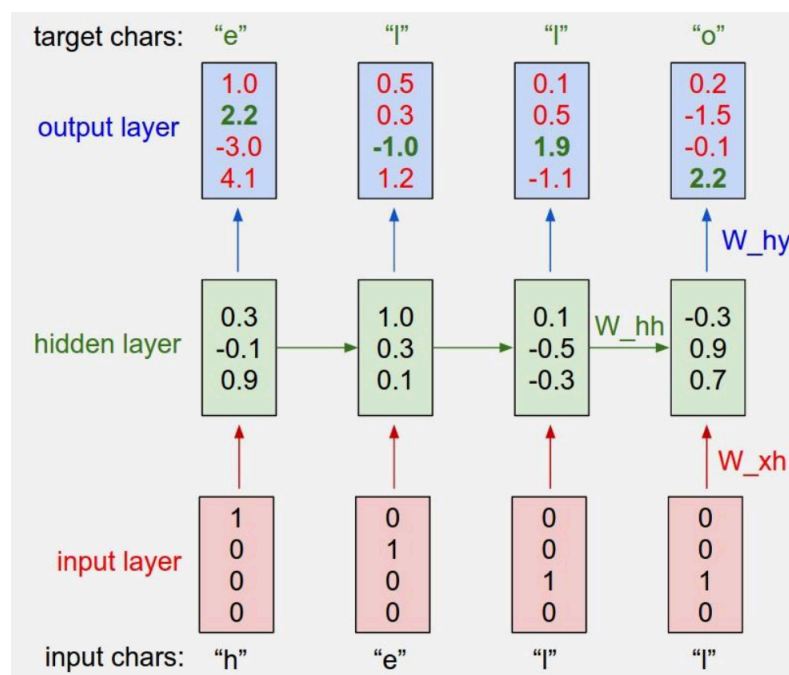 target chars: “e” “l” “l” “o”
1.0 0.5 0.1 0.2
output layer 2.2 0.3 0.5 -1.5
-3.0 -1.0 1.9 -0.1
4.1 1.2 -1.1 2.2
W_hy
0.3 1.0 0.1 W_hh -0.3
hidden layer -0.1 0.3 -0.5 0.9
0.9 0.1 -0.3 0.7
W_xh
1 0 0 0
input layer 0 1 0 0
0 0 1 1
0 0 0 0
input chars: “h” “e” “l” “l”